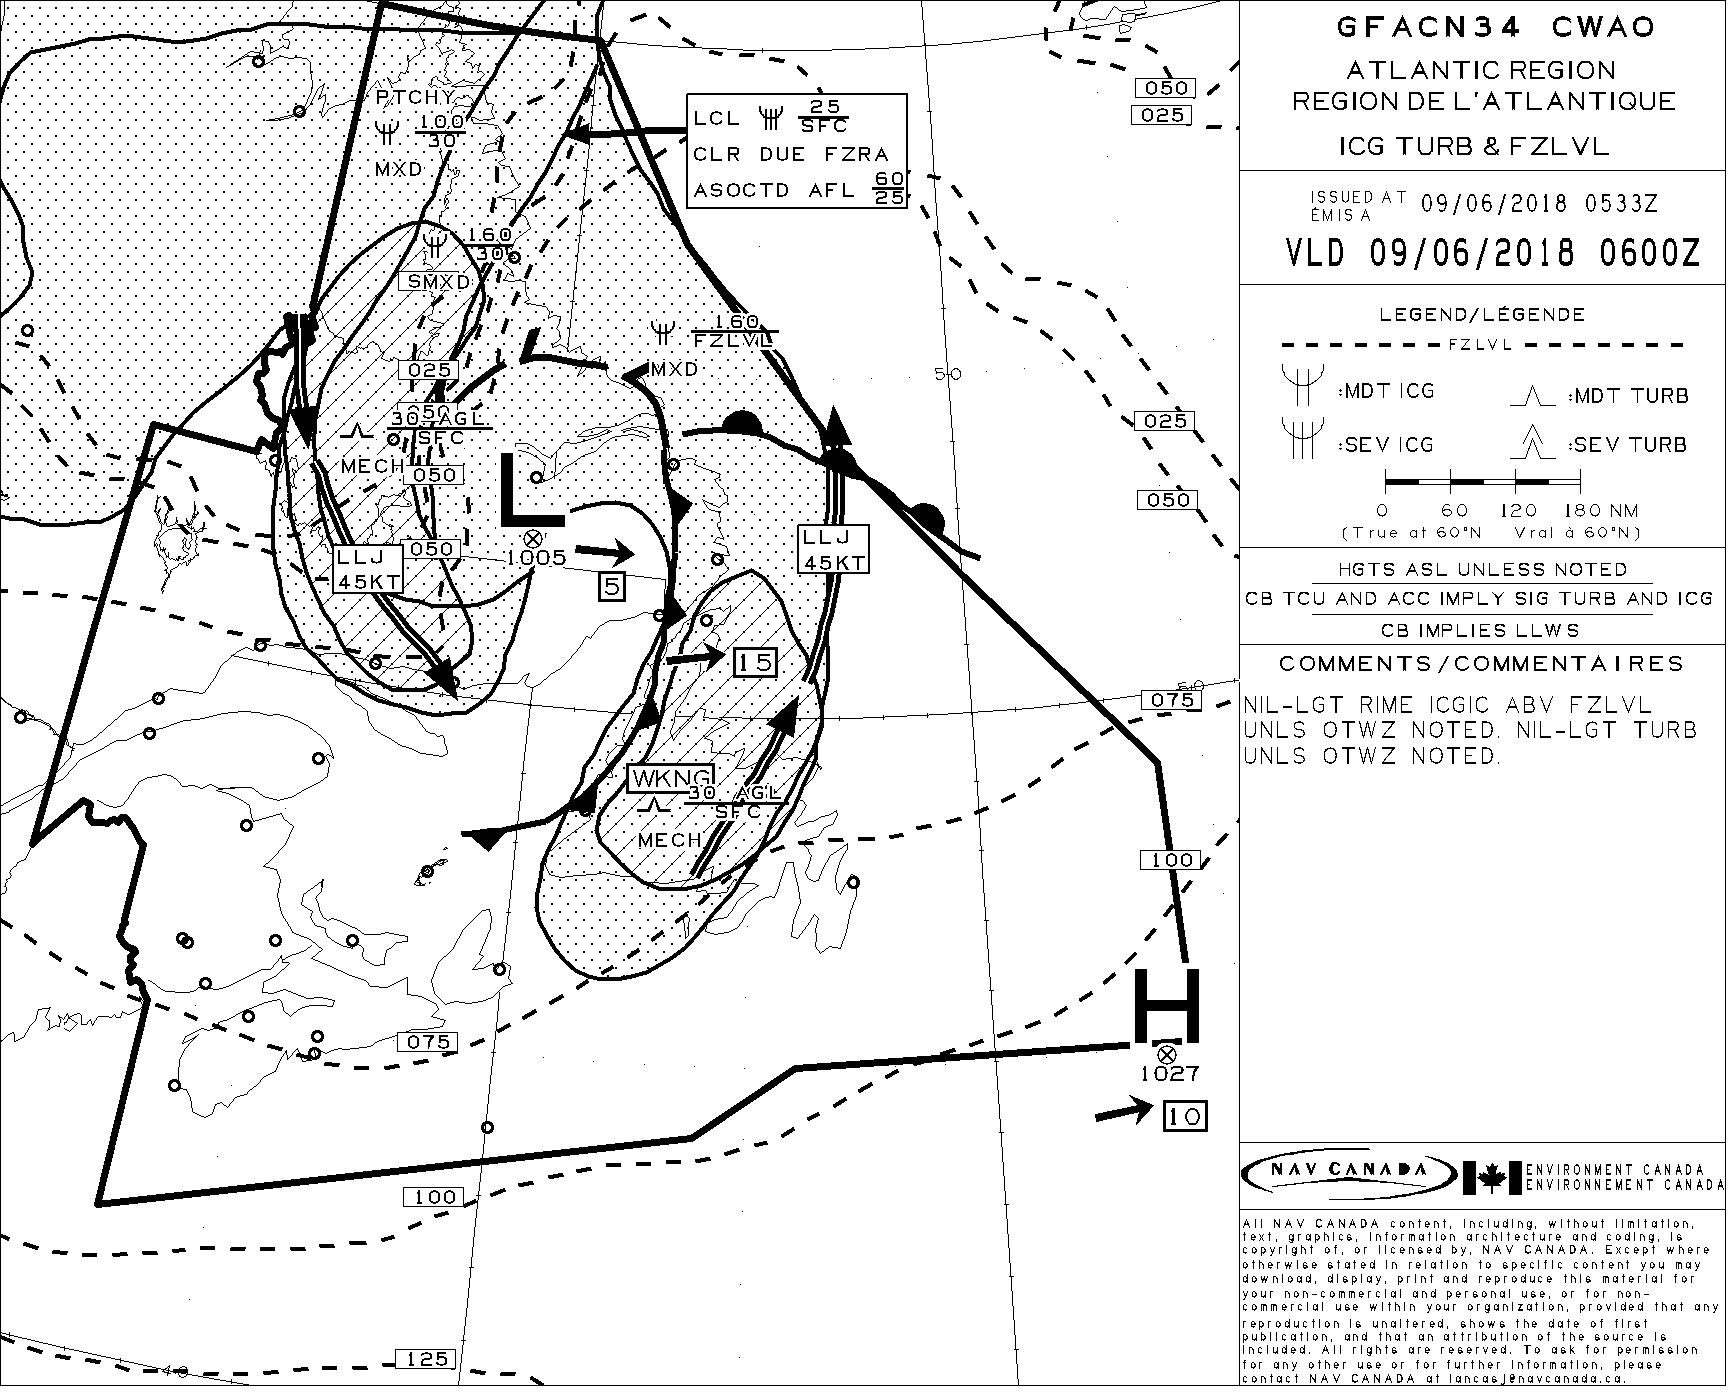 PTCHY
100
30
MXD
LCL 25
SFC
CLR DUE FZRA
ASOCTD AFL 60
25
160
30
SMXD
160
FZLVL
MXD
025
050
30 AGL
SFC
MECH
050
050
LLJ
45KT
L
1005
5
LLJ
45KT
15
WKNG
30 AGL
SFC
MECH
50
050
025
025
050
075
100
H
1027
10
075
100
125
40
GFACN34 CWAO
ATLANTIC REGION
REGION DE L'ATLANTIQUE
ICG TURB & FZLVL
ISSUED AT 09/06/2018 0533Z
ÉMIS A
VLD 09/06/2018 0600Z
LEGEND/LÉGENDE
FZLVL
:MDT ICG :MDT TURB
:SEV ICG :SEV TURB
0 60 120 180 NM
(True at 60°N Vrai à 60°N)
HGTS ASL UNLESS NOTED
CB TCU AND ACC IMPLY SIG TURB AND ICG
CB IMPLIES LLWS
COMMENTS/COMMENTAIRES
NIL-LGT RIME ICGIC ABV FZLVL
UNLS OTWZ NOTED. NIL-LGT TURB
UNLS OTWZ NOTED.
NAV CANADA
ENVIRONMENT CANADA
ENVIRONNEMENT CANADA
All NAV CANADA content, including, without limitation,
text, graphics, information architecture and coding, is
copyright of, or licensed by, NAV CANADA. Except where
otherwise stated in relation to specific content you may
download, display, print and reproduce this material for
your non-commercial and personal use, or for non-
commercial use within your organization, provided that any
reproduction is unaltered, shows the date of first
publication, and that an attribution of the source is
included. All rights are reserved. To ask for permission
for any other use or for further information, please
contact NAV CANADA at lancasj@navcanada.ca.